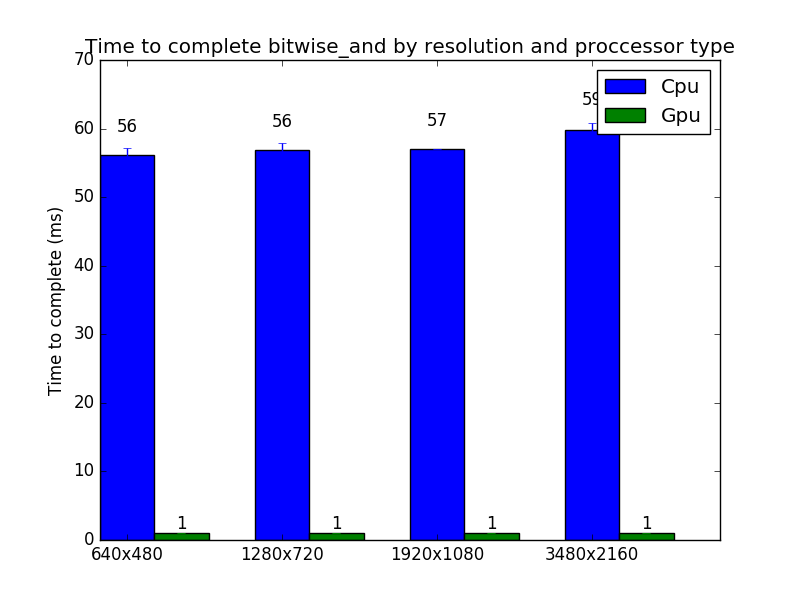 Time to complete bitwise_and by resolution and proccessor type
Time to complete (ms)
70
60
50
40
30
20
10
0
56
56
57
59
1
1
1
1
640x480
1280x720
1920x1080
3480x2160
Cpu
Gpu